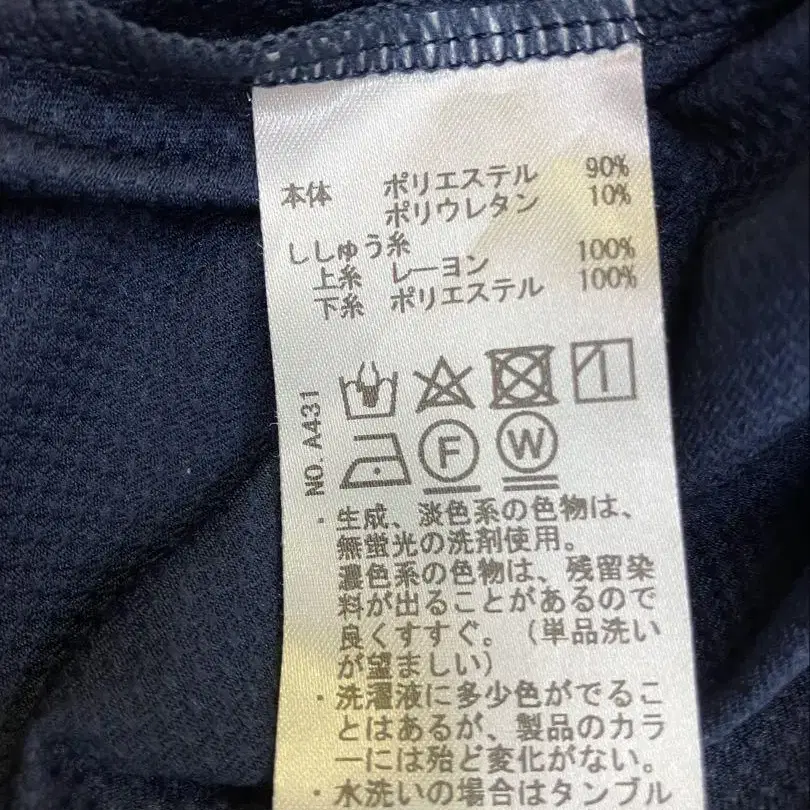 本体 ポリエステル 90%
ポリウレタン 10%
ししゅう糸
上糸 レーヨン 100%
下糸 ポリエステル 100%
NO. A431
F W
・生成、淡色系の色物は、
無蛍光の洗剤使用。
濃色系の色物は、残留染
料が出ることがあるので
良くすすぐ。（単品洗い
が望ましい）
・洗濯液に多少色がでるこ
とはあるが、製品のカラ
ーには殆ど変化がない。
・水洗いの場合はタンブル